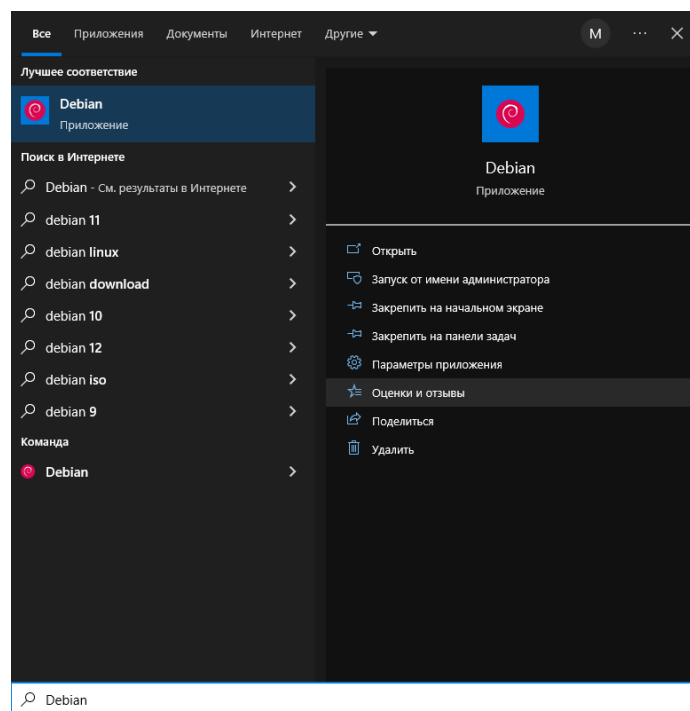 Все Приложения Документы Интернет Другие M ...
Лучшее соответствие
Debian
Приложение
Поиск в Интернете
Debian - См. результаты в Интернете
debian 11
debian linux
debian download
debian 10
debian 12
debian iso
debian 9
Команда
Debian
Debian
Приложение
Открыть
Запуск от имени администратора
Закрепить на начальном экране
Закрепить на панели задач
Параметры приложения
Оценки и отзывы
Поделиться
Удалить
Debian